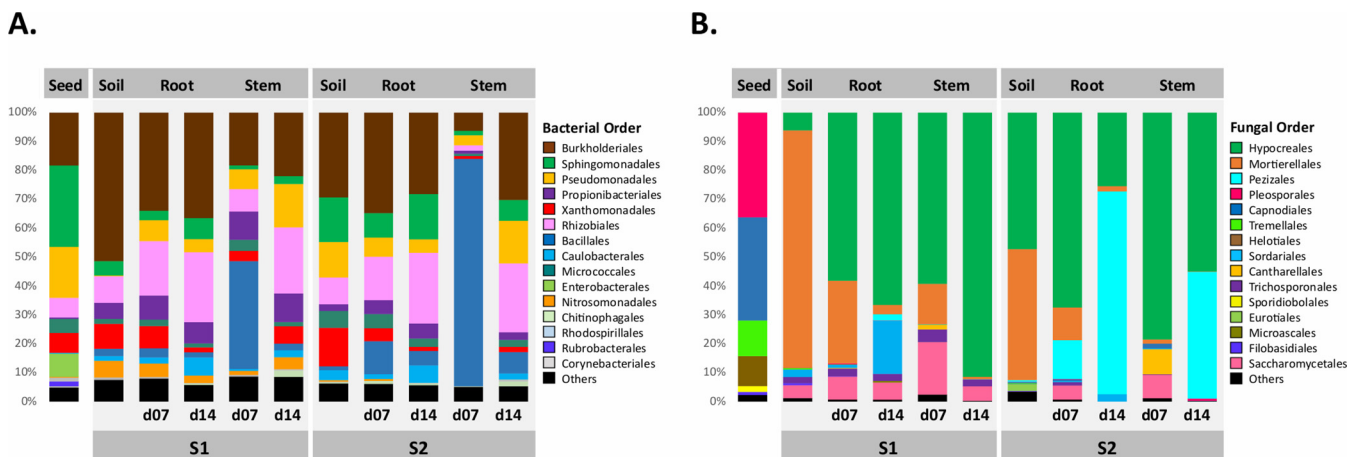 A.
Seed Soil Root Stem Soil Root Stem
100%
90%
80%
70%
60%
50%
40%
30%
20%
10%
0%
d07 d14 d07 d14 d07 d14 d07 d14
S1 S2
Bacterial Order
Burkholderiales
Sphingomonadales
Pseudomonadales
Propionibacteriales
Xanthomonadales
Rhizobiales
Bacillales
Caulobacterales
Micrococcales
Enterobacterales
Nitrosomonadales
Chitinophagales
Rhodospirillales
Rubrobacterales
Corynebacteriales
Others
B.
Seed Soil Root Stem Soil Root Stem
100%
90%
80%
70%
60%
50%
40%
30%
20%
10%
0%
d07 d14 d07 d14 d07 d14 d07 d14
S1 S2
Fungal Order
Hypocreales
Mortierellales
Pezizales
Pleosporales
Capnodiales
Tremellales
Helotiales
Sordariales
Cantharellales
Trichosporonales
Sporidiobolales
Eurotiales
Microascales
Filobasidiales
Saccharomycetales
Others